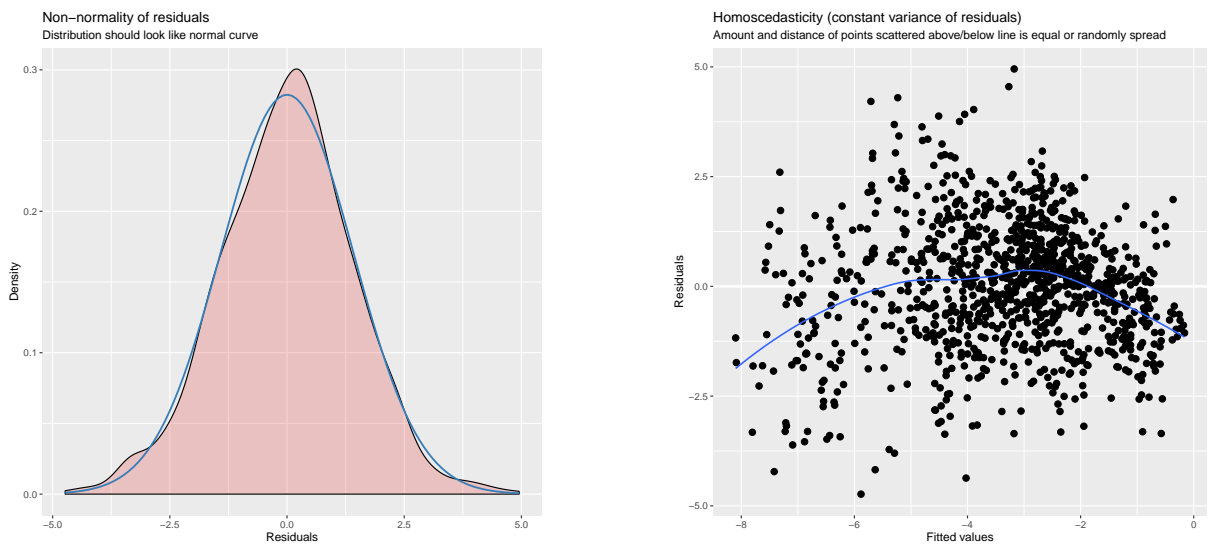 Non−normality of residuals
Distribution should look like normal curve
0.3
0.2
0.1
0.0
Density
−5.0
−2.5
0.0
2.5
5.0
Residuals
Homoscedasticity (constant variance of residuals)
Amount and distance of points scattered above/below line is equal or randomly spread
5.0
2.5
0.0
−2.5
−5.0
Residuals
−8
−6
−4
−2
0
Fitted values